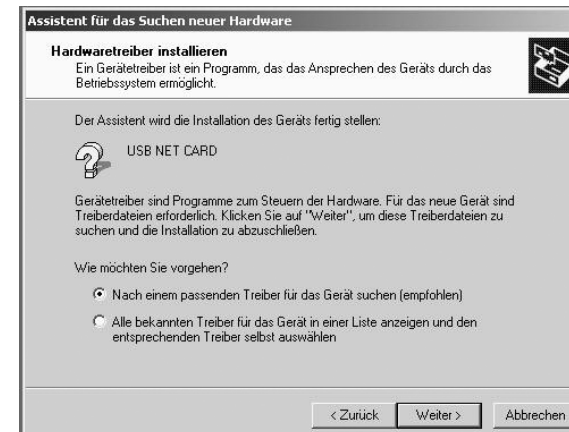 Assistent für das Suchen neuer Hardware
Hardwaretreiber installieren
Ein Gerätetreiber ist ein Programm, das das Ansprechen des Geräts durch das
Betriebssystem ermöglicht.
Der Assistent wird die Installation des Geräts fertig stellen:
USB NET CARD
Gerätetreiber sind Programme zum Steuern der Hardware. Für das neue Gerät sind
Treiberdateien erforderlich. Klicken Sie auf "Weiter", um diese Treiberdateien zu
suchen und die Installation zu abzuschließen.
Wie möchten Sie vorgehen?
Nach einem passenden Treiber für das Gerät suchen (empfohlen)
Alle bekannten Treiber für das Gerät in einer Liste anzeigen und den
entsprechenden Treiber selbst auswählen
< Zurück Weiter > Abbrechen